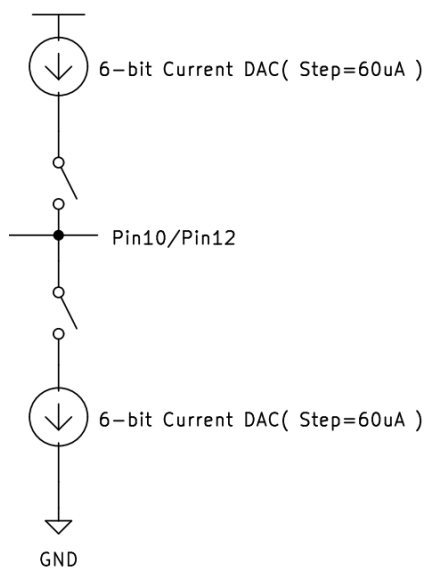 6-bit Current DAC( Step=60uA )
Pin10/Pin12
6-bit Current DAC( Step=60uA )
GND